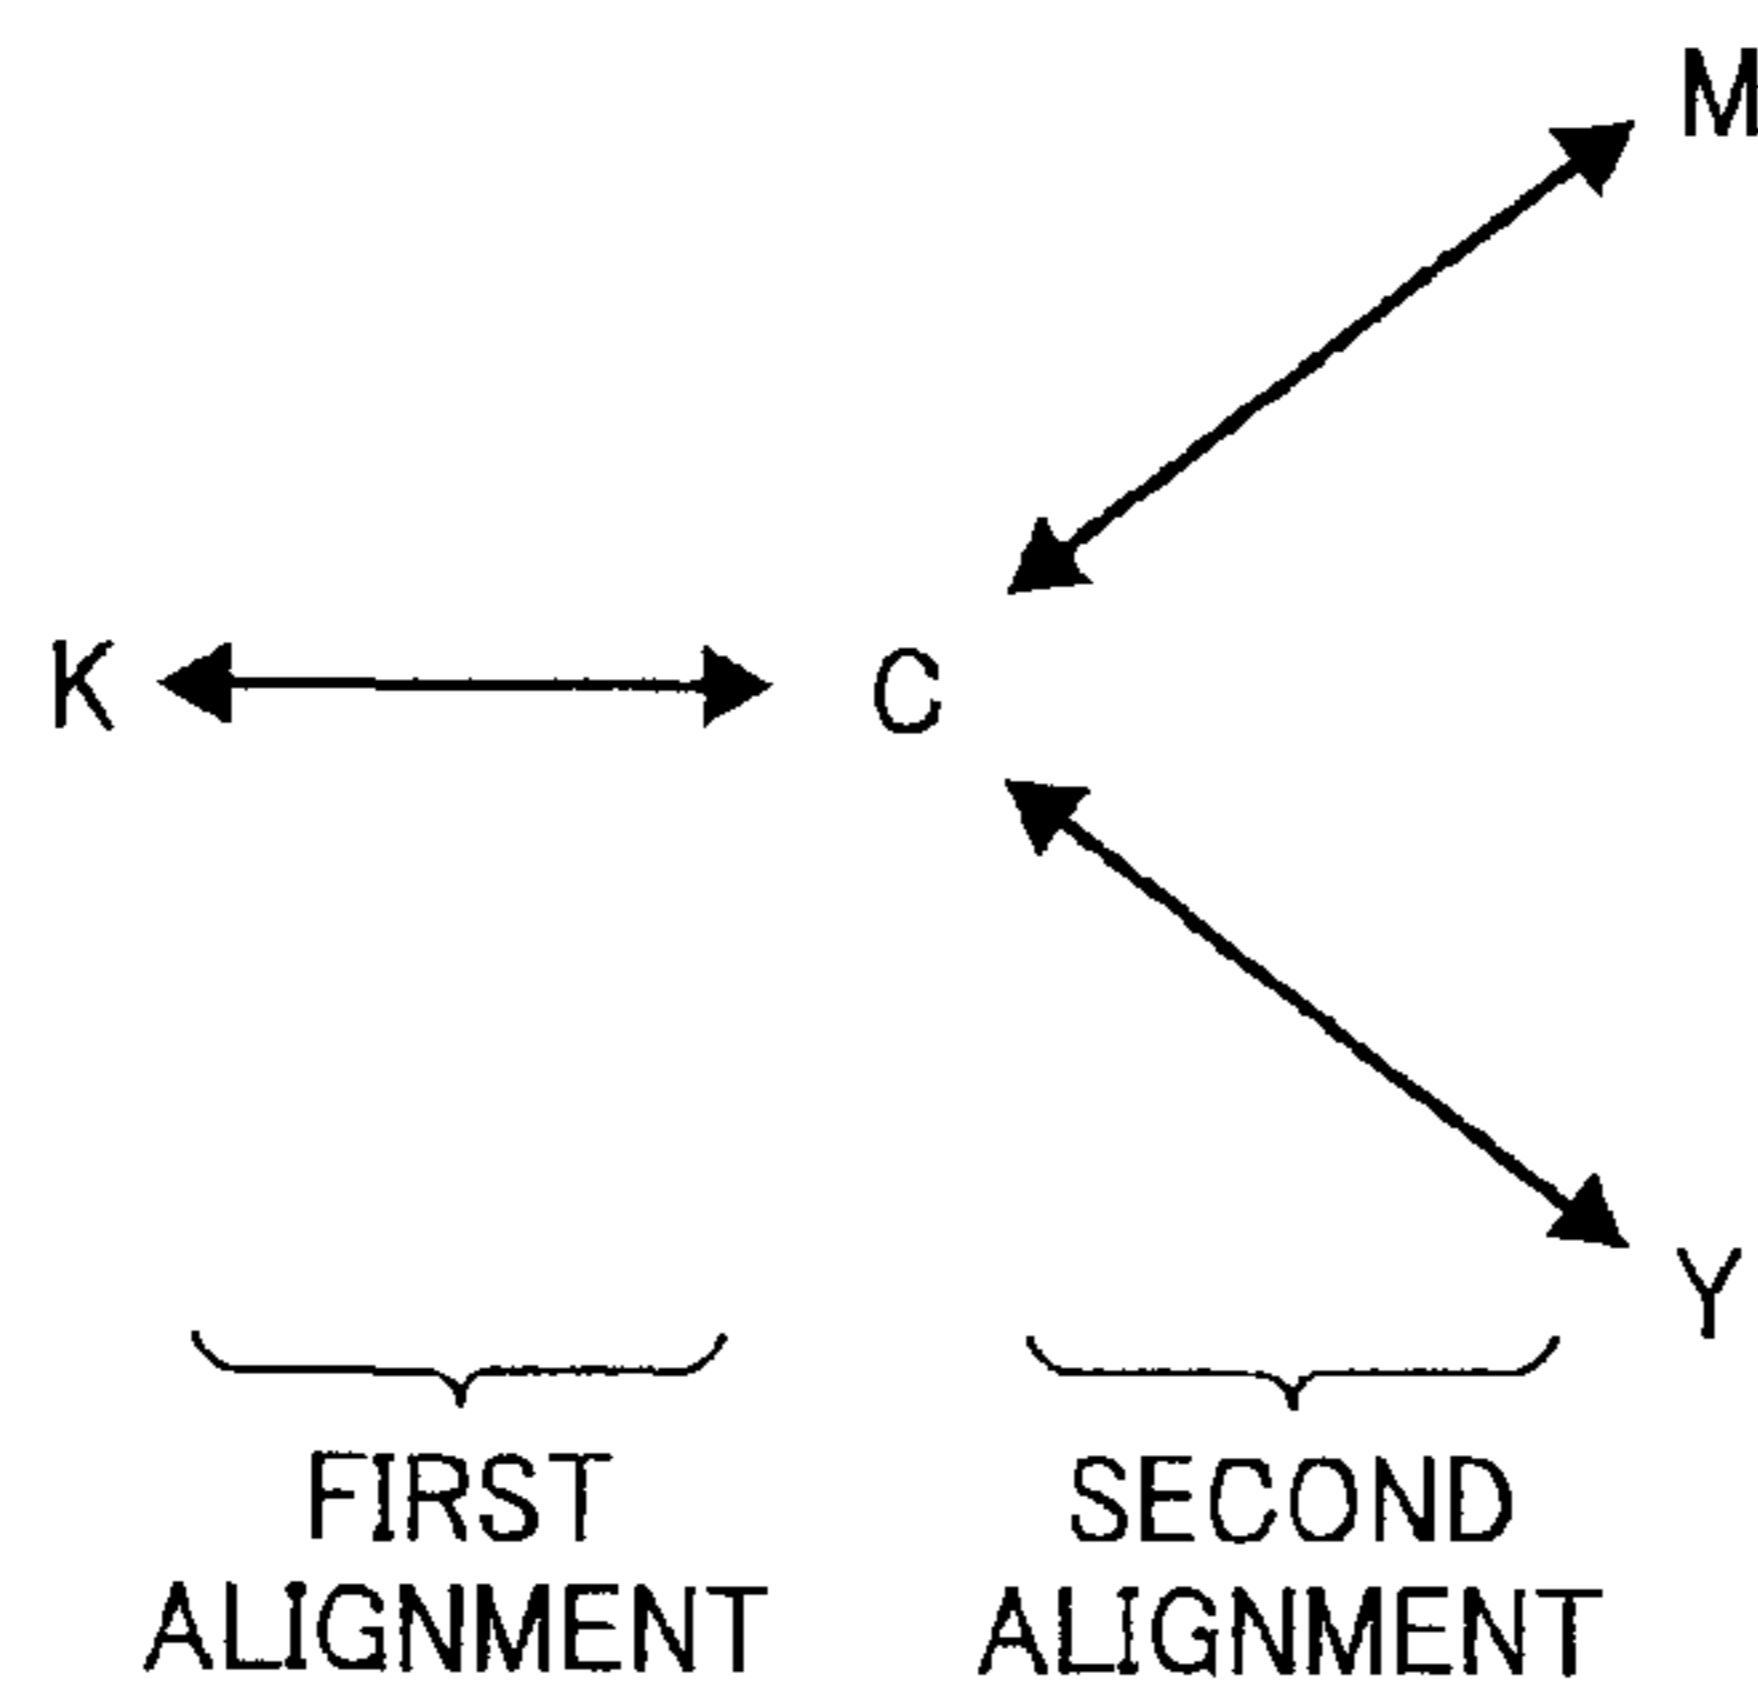 M
K
C
Y
FIRST
ALIGNMENT
SECOND
ALIGNMENT